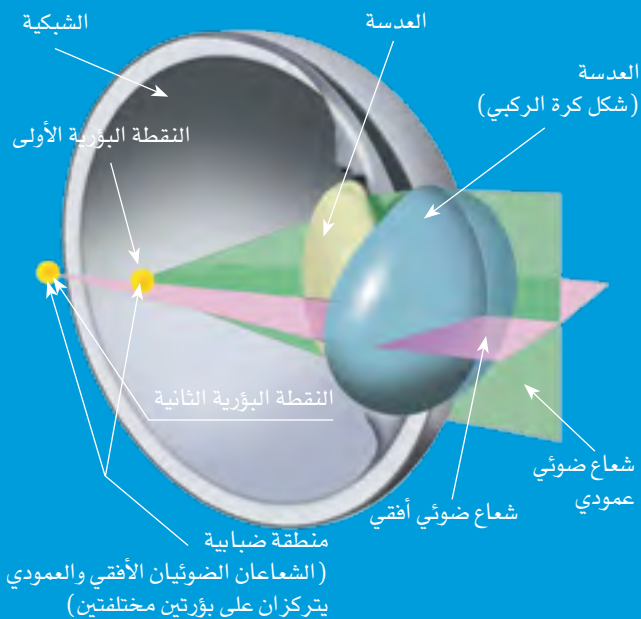 الشبكية
العدسة
العدسة
(شكل كرة الركبي)
النقطة البؤرية الأولى
النقطة البؤرية الثانية
شعاع ضوئي
عمودي
شعاع ضوئي أفقي
منطقة ضبابية
(الشعاعان الضوئيان الأفقي والعمودي
يتركزان على بؤرتين مختلفتين)